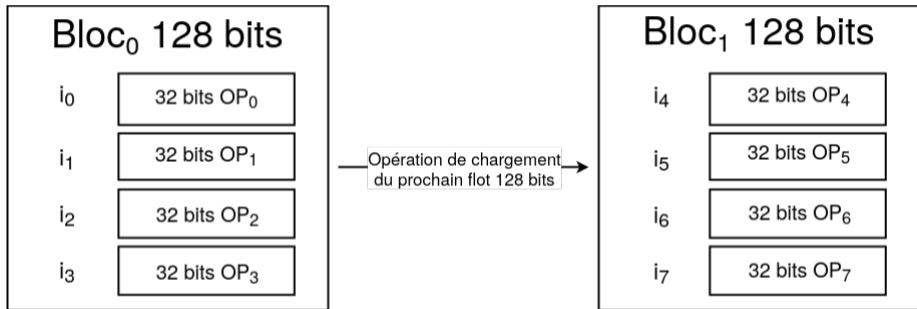 Bloc₀ 128 bits
i₀ 32 bits OP₀
i₁ 32 bits OP₁
i₂ 32 bits OP₂
i₃ 32 bits OP₃
Opération de chargement
du prochain flot 128 bits
Bloc₁ 128 bits
i₄ 32 bits OP₄
i₅ 32 bits OP₅
i₆ 32 bits OP₆
i₇ 32 bits OP₇